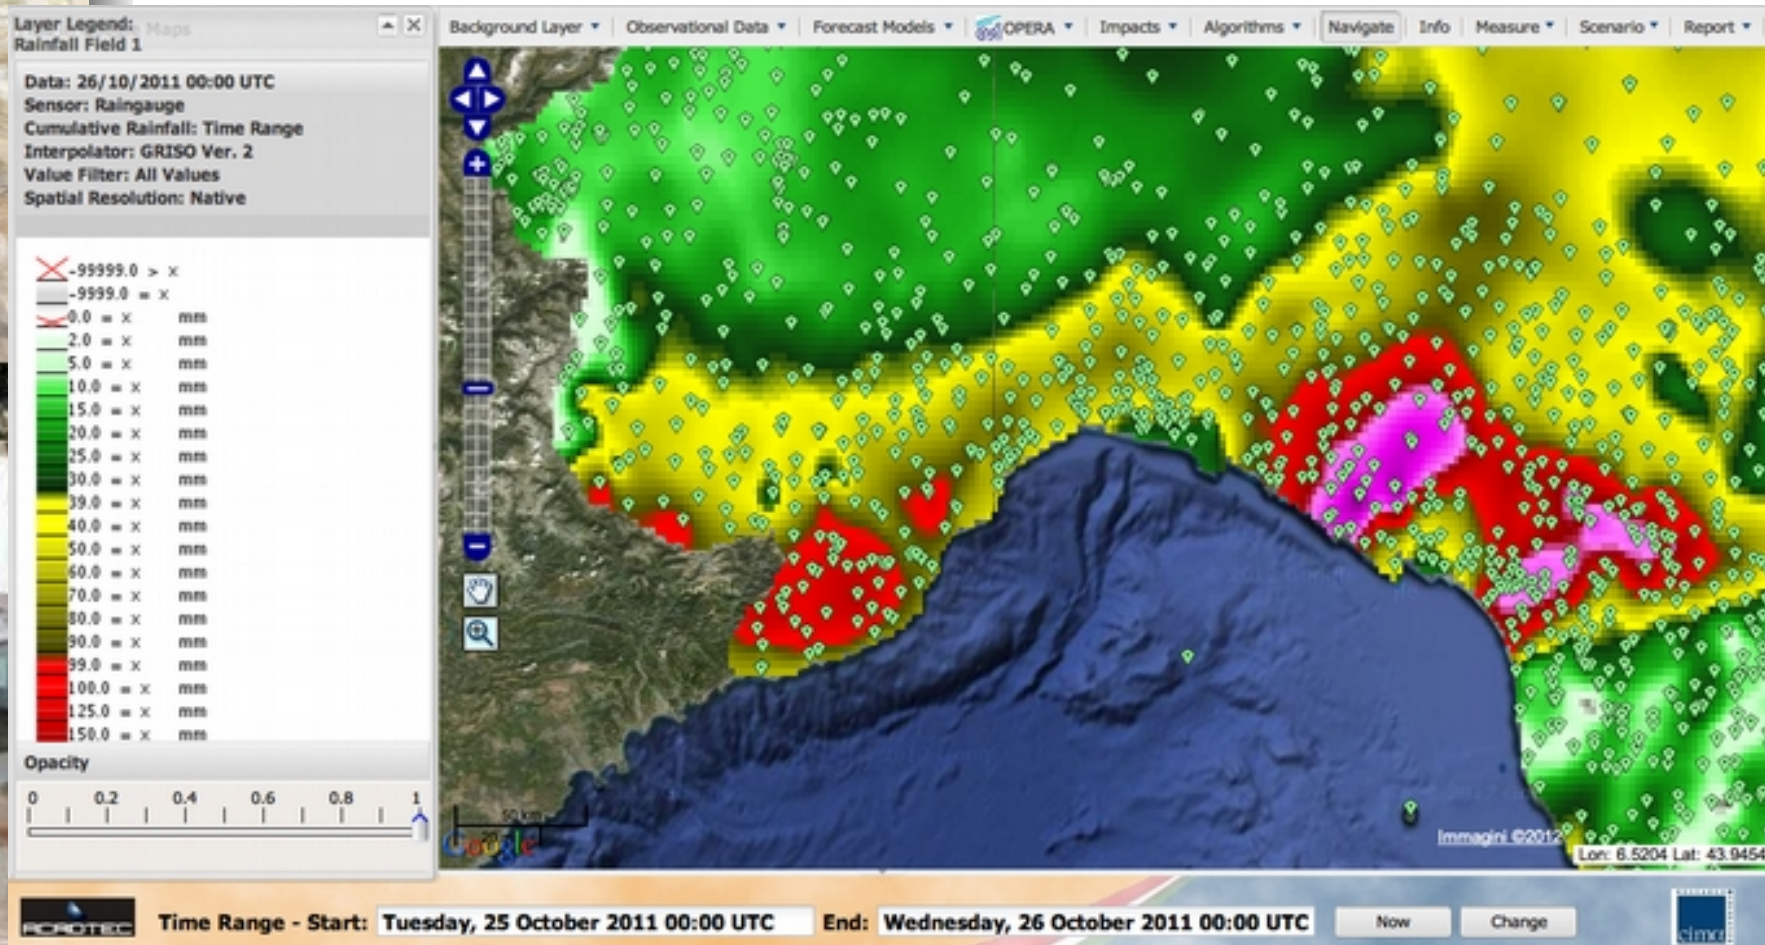 Layer Legend: Maps
Rainfall Field 1
Data: 26/10/2011 00:00 UTC
Sensor: Raingauge
Cumulative Rainfall: Time Range
Interpolator: GRISO Ver. 2
Value Filter: All Values
Spatial Resolution: Native
-99999.0 > x
-9999.0 = x
0.0 = x mm
2.0 = x mm
5.0 = x mm
10.0 = x mm
15.0 = x mm
20.0 = x mm
25.0 = x mm
30.0 = x mm
39.0 = x mm
40.0 = x mm
50.0 = x mm
60.0 = x mm
70.0 = x mm
80.0 = x mm
90.0 = x mm
99.0 = x mm
100.0 = x mm
125.0 = x mm
150.0 = x mm
Opacity
0 0.2 0.4 0.6 0.8 1
Background Layer Observational Data Forecast Models OPERA Impacts Algorithms Navigate Info Measure Scenario Report
50 km
Google
Immagini ©2012
Lon: 6.5204 Lat: 43.9454
ACROTEC Time Range - Start: Tuesday, 25 October 2011 00:00 UTC End: Wednesday, 26 October 2011 00:00 UTC Now Change
cima